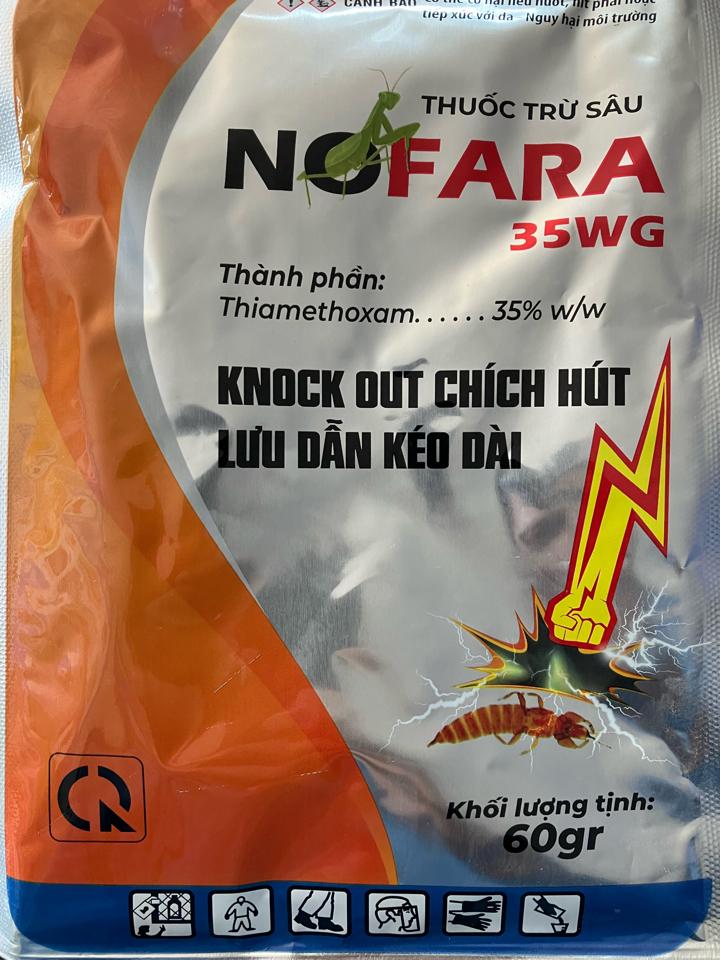 CẢNH BÁO
tiếp xúc với da - Nguy hại môi trường
THUỐC TRỪ SÂU
NOFARA
35WG
Thành phần:
Thiamethoxam. . . . . . 35% w/w
KNOCK OUT CHÍCH HÚT
LƯU DẪN KÉO DÀI
Khối lượng tịnh:
60gr